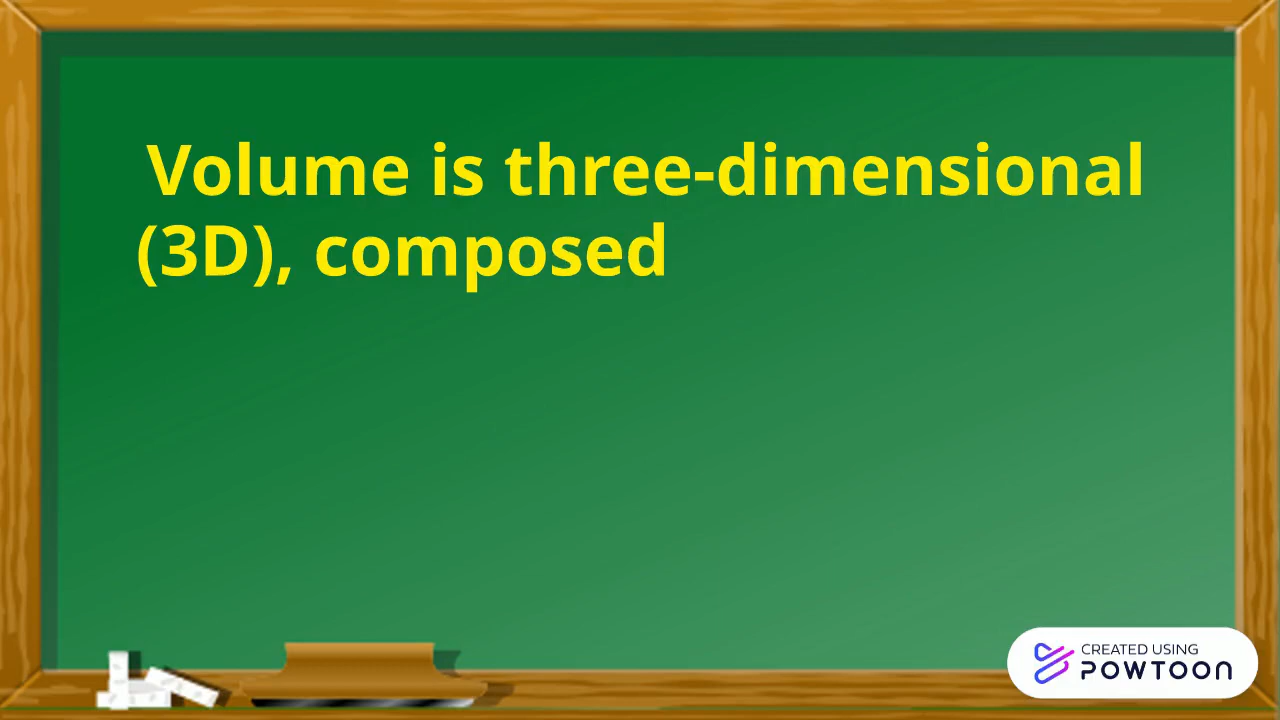 Volume is three-dimensional
(3D), composed
CREATED USING
POWTOON